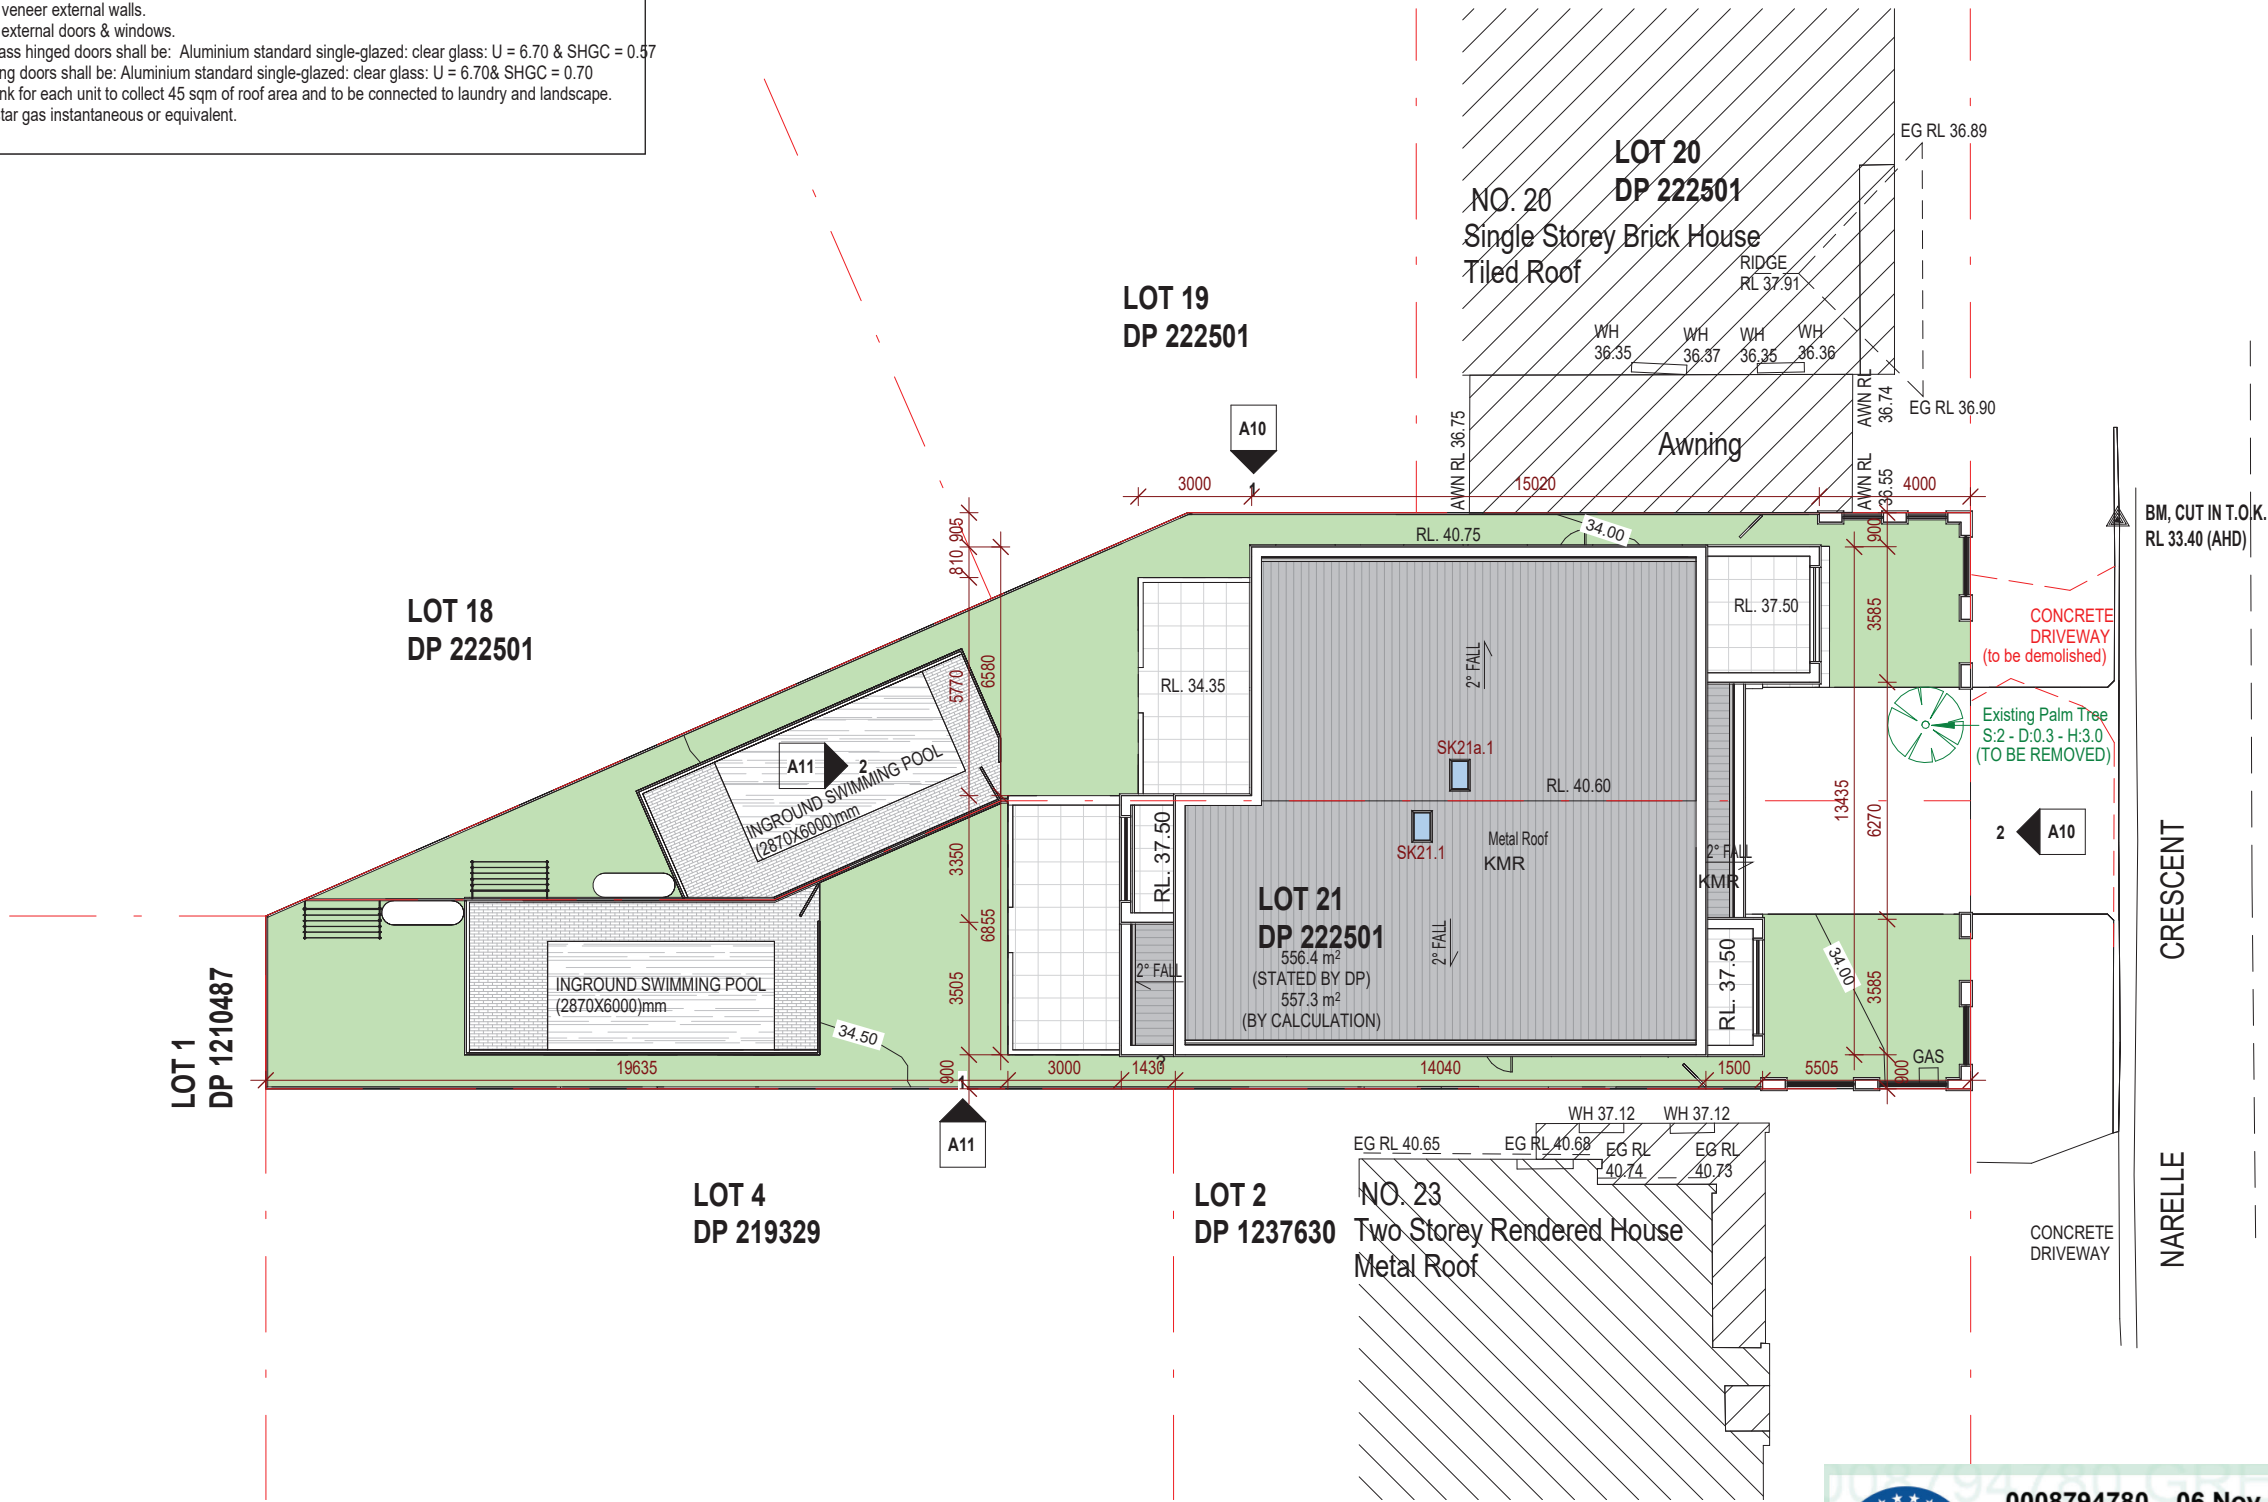 veneer external walls.
external doors & windows.
ass hinged doors shall be: Aluminium standard single-glazed: clear glass: U = 6.70 & SHGC = 0.57
ng doors shall be: Aluminium standard single-glazed: clear glass: U = 6.70& SHGC = 0.70
nk for each unit to collect 45 sqm of roof area and to be connected to laundry and landscape.
tar gas instantaneous or equivalent.
EG RL 36.89
LOT 20
DP 222501
NO. 20
Single Storey Brick House
Tiled Roof
RIDGE
RL 37.91
LOT 19
DP 222501
WH
36.35
WH
36.37
WH
36.35
WH
36.36
AWN RL
36.74
EG RL 36.90
AWN RL 36.75
Awning
AWN RL
36.55
A10
1
3000
15020
4000
BM, CUT IN T.O.K.
RL 33.40 (AHD)
905
810
RL. 40.75
34.00
900
LOT 18
DP 222501
RL. 37.50
3585
CONCRETE
DRIVEWAY
(to be demolished)
6580
5770
RL. 34.35
2° FALL
Existing Palm Tree
S:2 - D:0.3 - H:3.0
(TO BE REMOVED)
A11
2
INGROUND SWIMMING POOL
(2870X6000)mm
SK21a.1
RL. 40.60
13435
6270
2
A10
SK21.1
Metal Roof
KMR
2° FALL
KMR
3350
RL. 37.50
6855
LOT 21
DP 222501
556.4 m²
(STATED BY DP)
557.3 m²
(BY CALCULATION)
2° FALL
2° FALL
RL. 37.50
34.00
3585
CRESCENT
NARELLE
INGROUND SWIMMING POOL
(2870X6000)mm
3505
34.50
LOT 1
DP 1210487
GAS
19635
900
1
3000
1430
14040
1500
5505
900
A11
WH 37.12
WH 37.12
EG RL 40.65
EG RL 40.68
EG RL
40.74
EG RL
40.73
LOT 4
DP 219329
LOT 2
DP 1237630
NO. 23
Two Storey Rendered House
Metal Roof
CONCRETE
DRIVEWAY
0008794780
06 Nov